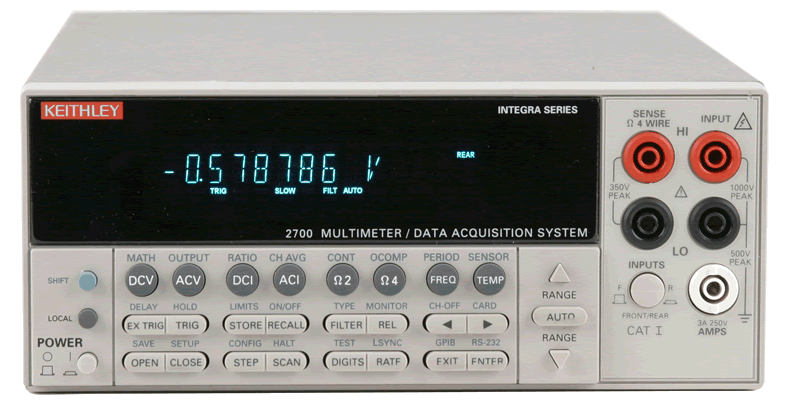 KEITHLEY
INTEGRA SERIES
-0.578786 V
REAR
TRIG SLOW FILT AUTO
2700 MULTIMETER / DATA ACQUISITION SYSTEM
SENSE
Ω 4 WIRE
INPUT
HI
350V
PEAK
1000V
PEAK
LO
500V
PEAK
INPUTS
F R
FRONT/REAR
CAT I
3A 250V
AMPS
MATH OUTPUT RATIO CH AVG CONT OCOMP PERIOD SENSOR
SHIFT DCV ACV DCI ACI Ω2 Ω4 FREQ TEMP
DELAY HOLD LIMITS ON/OFF TYPE MONITOR CH-OFF CARD
LOCAL EX TRIG TRIG STORE RECALL FILTER REL
POWER
SAVE SETUP CONFIG HALT TEST LSYNC GPIB RS-232
OPEN CLOSE STEP SCAN DIGITS RATE EXIT ENTER
RANGE
AUTO
RANGE